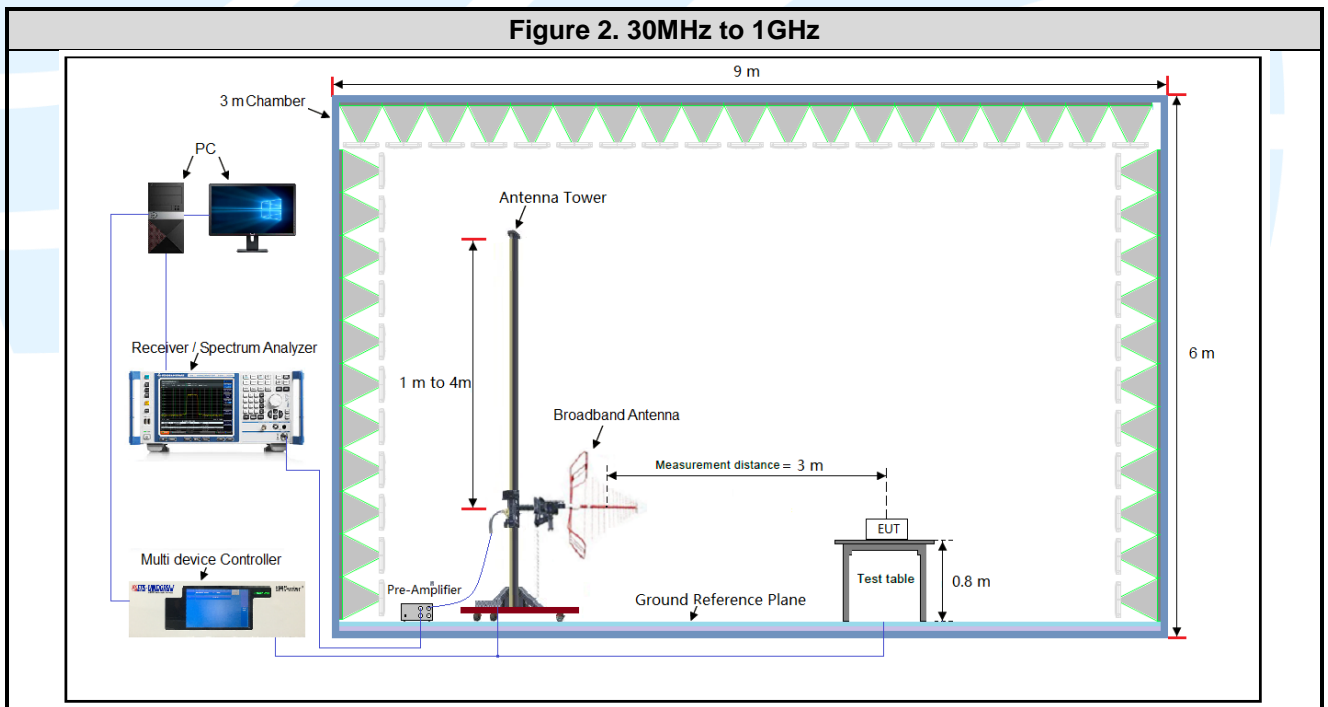 Figure 2. 30MHz to 1GHz
9 m
3 m Chamber
PC
Antenna Tower
Receiver / Spectrum Analyzer
1 m to 4m
6 m
Broadband Antenna
Measurement distance = 3 m
EUT
Multi device Controller
Test table
0.8 m
Pre-Amplifier
Ground Reference Plane